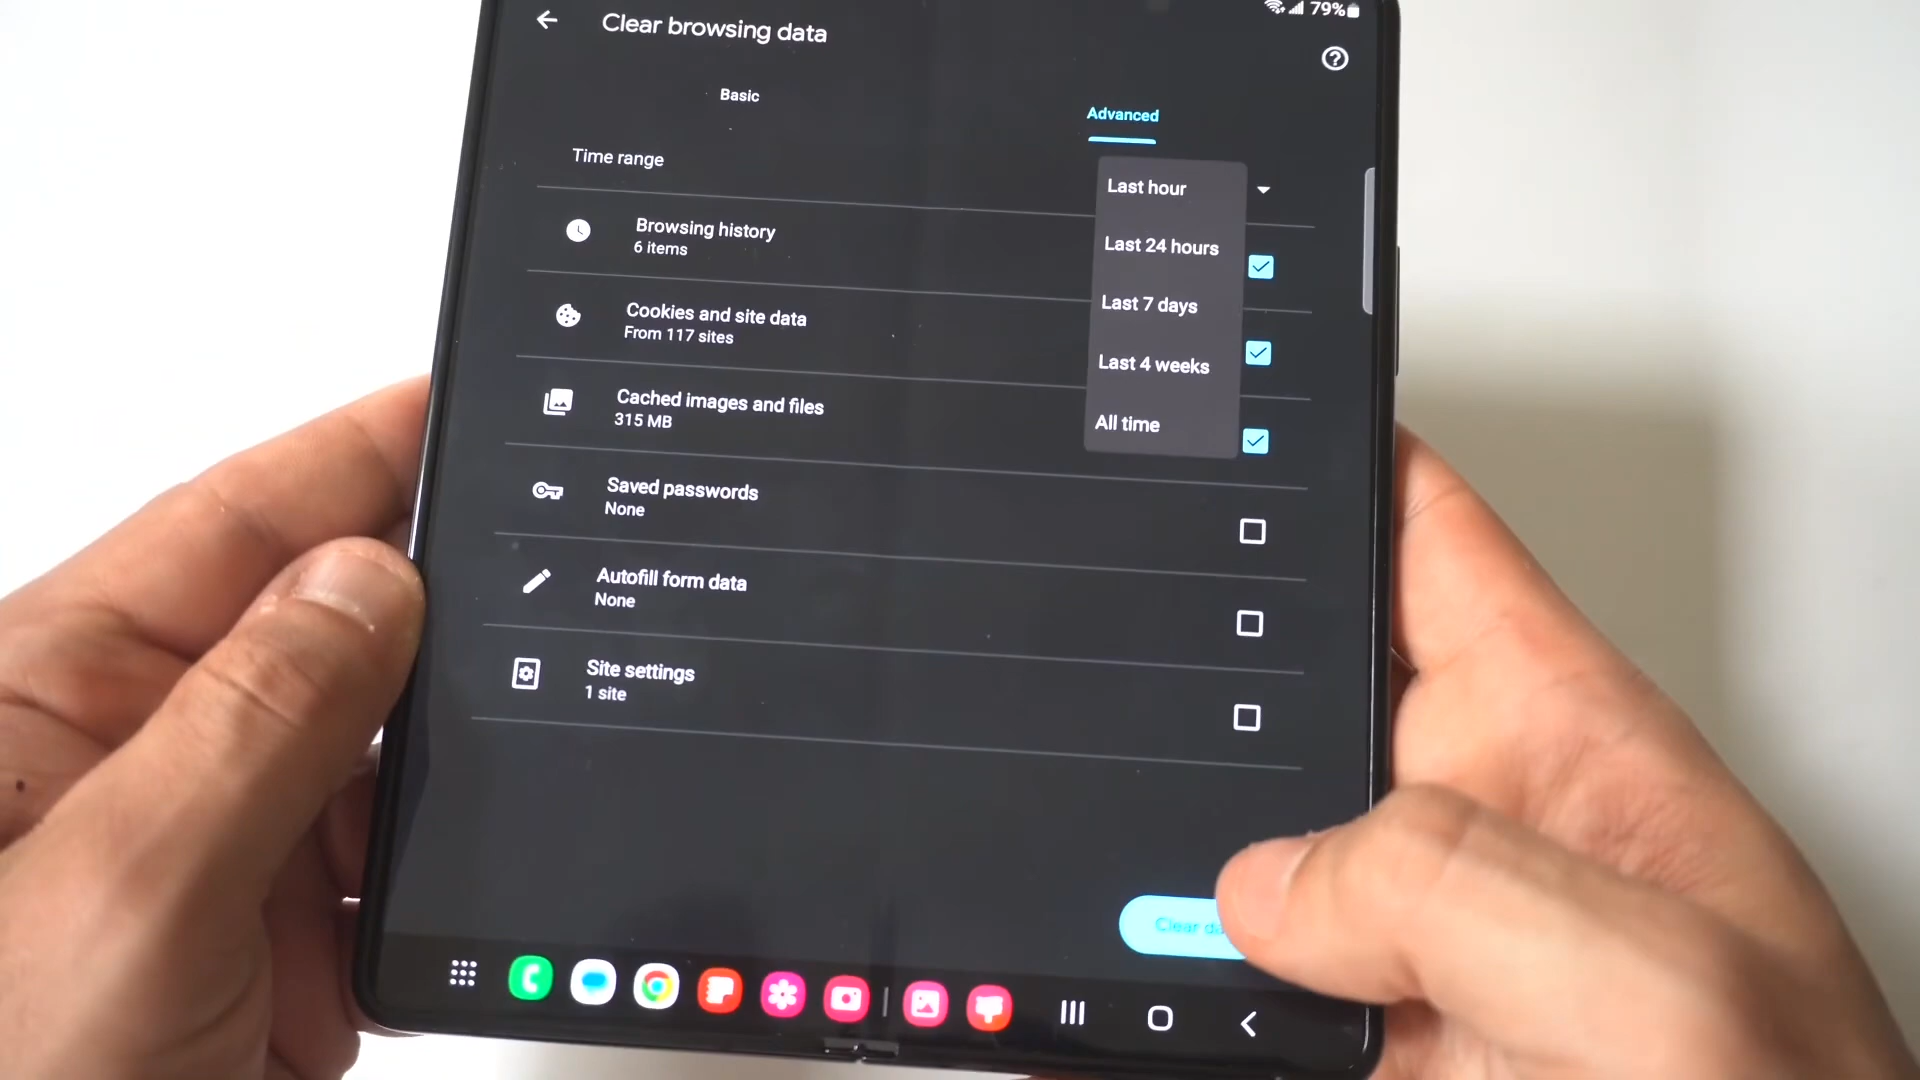 79%
Clear browsing data
Basic
Advanced
Time range
Last hour
Last 24 hours
Last 7 days
Last 4 weeks
All time
Browsing history
6 items
Cookies and site data
From 117 sites
Cached images and files
315 MB
Saved passwords
None
Autofill form data
None
Site settings
1 site
Clear